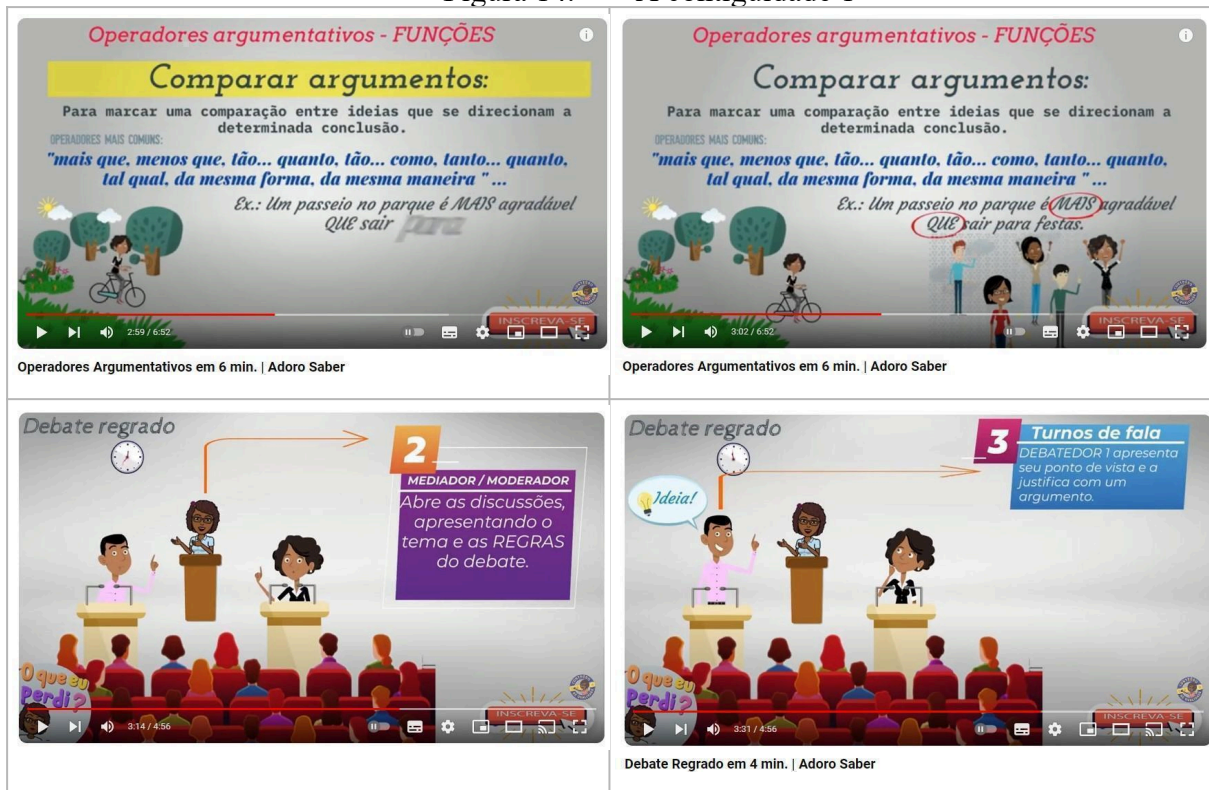 Operadores argumentativos - FUNÇÕES
Comparar argumentos:
Para marcar uma comparação entre ideias que se direcionam a
determinada conclusão.
OPERADORES MAIS COMUNS:
"mais que, menos que, tão... quanto, tão... como, tanto... quanto,
tal qual, da mesma forma, da mesma maneira " ...
Ex.: Um passeio no parque é MAIS agradável
QUE sair para
INSCREVA-SE
2:59 / 6:52
Operadores Argumentativos em 6 min. | Adoro Saber
Operadores argumentativos - FUNÇÕES
Comparar argumentos:
Para marcar uma comparação entre ideias que se direcionam a
determinada conclusão.
OPERADORES MAIS COMUNS:
"mais que, menos que, tão... quanto, tão... como, tanto... quanto,
tal qual, da mesma forma, da mesma maneira " ...
Ex.: Um passeio no parque é MAIS agradável
QUE sair para festas.
INSCREVA-SE
3:02 / 6:52
Operadores Argumentativos em 6 min. | Adoro Saber
Debate regrado
2
MEDIADOR / MODERADOR
Abre as discussões,
apresentando o
tema e as REGRAS
do debate.
O que eu
perdi?
INSCREVA-SE
3:14 / 4:56
Debate regrado
3
Turnos de fala
DEBATEDOR 1 apresenta
seu ponto de vista e a
justifica com um
argumento.
Ideia!
O que eu
perdi?
INSCREVA-SE
3:31 / 4:56
Debate Regrado em 4 min. | Adoro Saber